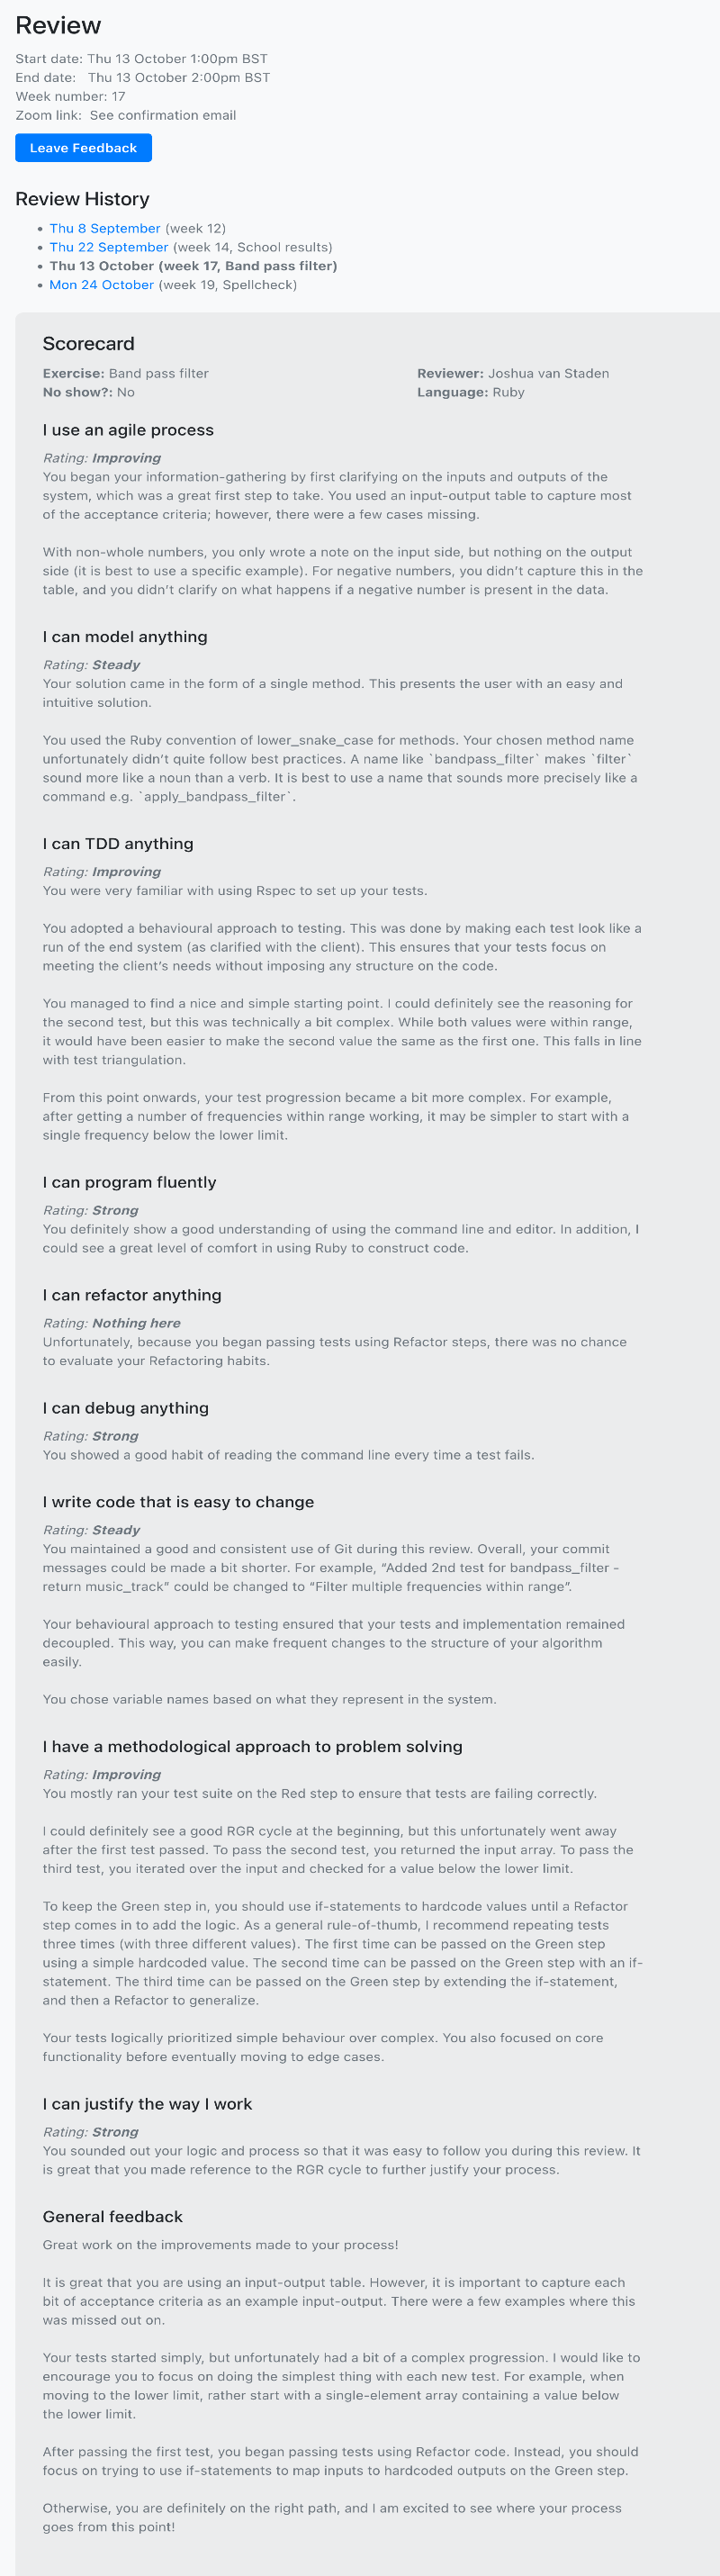 Review
Start date: Thu 13 October 1:00pm BST
End date: Thu 13 October 2:00pm BST
Week number: 17
Zoom link: See confirmation email
Leave Feedback
Review History
• Thu 8 September (week 12)
• Thu 22 September (week 14, School results)
• Thu 13 October (week 17, Band pass filter)
• Mon 24 October (week 19, Spellcheck)
Scorecard
Exercise: Band pass filter
Reviewer: Joshua van Staden
No show?: No
Language: Ruby
I use an agile process
Rating: Improving
You began your information-gathering by first clarifying on the inputs and outputs of the
system, which was a great first step to take. You used an input-output table to capture most
of the acceptance criteria; however, there were a few cases missing.
With non-whole numbers, you only wrote a note on the input side, but nothing on the output
side (it is best to use a specific example). For negative numbers, you didn’t capture this in the
table, and you didn’t clarify on what happens if a negative number is present in the data.
I can model anything
Rating: Steady
Your solution came in the form of a single method. This presents the user with an easy and
intuitive solution.
You used the Ruby convention of lower_snake_case for methods. Your chosen method name
unfortunately didn’t quite follow best practices. A name like `bandpass_filter` makes `filter`
sound more like a noun than a verb. It is best to use a name that sounds more precisely like a
command e.g. `apply_bandpass_filter`.
I can TDD anything
Rating: Improving
You were very familiar with using Rspec to set up your tests.
You adopted a behavioural approach to testing. This was done by making each test look like a
run of the end system (as clarified with the client). This ensures that your tests focus on
meeting the client’s needs without imposing any structure on the code.
You managed to find a nice and simple starting point. I could definitely see the reasoning for
the second test, but this was technically a bit complex. While both values were within range,
it would have been easier to make the second value the same as the first one. This falls in line
with test triangulation.
From this point onwards, your test progression became a bit more complex. For example,
after getting a number of frequencies within range working, it may be simpler to start with a
single frequency below the lower limit.
I can program fluently
Rating: Strong
You definitely show a good understanding of using the command line and editor. In addition, I
could see a great level of comfort in using Ruby to construct code.
I can refactor anything
Rating: Nothing here
Unfortunately, because you began passing tests using Refactor steps, there was no chance
to evaluate your Refactoring habits.
I can debug anything
Rating: Strong
You showed a good habit of reading the command line every time a test fails.
I write code that is easy to change
Rating: Steady
You maintained a good and consistent use of Git during this review. Overall, your commit
messages could be made a bit shorter. For example, “Added 2nd test for bandpass_filter -
return music_track” could be changed to “Filter multiple frequencies within range”.
Your behavioural approach to testing ensured that your tests and implementation remained
decoupled. This way, you can make frequent changes to the structure of your algorithm
easily.
You chose variable names based on what they represent in the system.
I have a methodological approach to problem solving
Rating: Improving
You mostly ran your test suite on the Red step to ensure that tests are failing correctly.
I could definitely see a good RGR cycle at the beginning, but this unfortunately went away
after the first test passed. To pass the second test, you returned the input array. To pass the
third test, you iterated over the input and checked for a value below the lower limit.
To keep the Green step in, you should use if-statements to hardcode values until a Refactor
step comes in to add the logic. As a general rule-of-thumb, I recommend repeating tests
three times (with three different values). The first time can be passed on the Green step
using a simple hardcoded value. The second time can be passed on the Green step with an if-
statement. The third time can be passed on the Green step by extending the if-statement,
and then a Refactor to generalize.
Your tests logically prioritized simple behaviour over complex. You also focused on core
functionality before eventually moving to edge cases.
I can justify the way I work
Rating: Strong
You sounded out your logic and process so that it was easy to follow you during this review. It
is great that you made reference to the RGR cycle to further justify your process.
General feedback
Great work on the improvements made to your process!
It is great that you are using an input-output table. However, it is important to capture each
bit of acceptance criteria as an example input-output. There were a few examples where this
was missed out on.
Your tests started simply, but unfortunately had a bit of a complex progression. I would like to
encourage you to focus on doing the simplest thing with each new test. For example, when
moving to the lower limit, rather start with a single-element array containing a value below
the lower limit.
After passing the first test, you began passing tests using Refactor code. Instead, you should
focus on trying to use if-statements to map inputs to hardcoded outputs on the Green step.
Otherwise, you are definitely on the right path, and I am excited to see where your process
goes from this point!